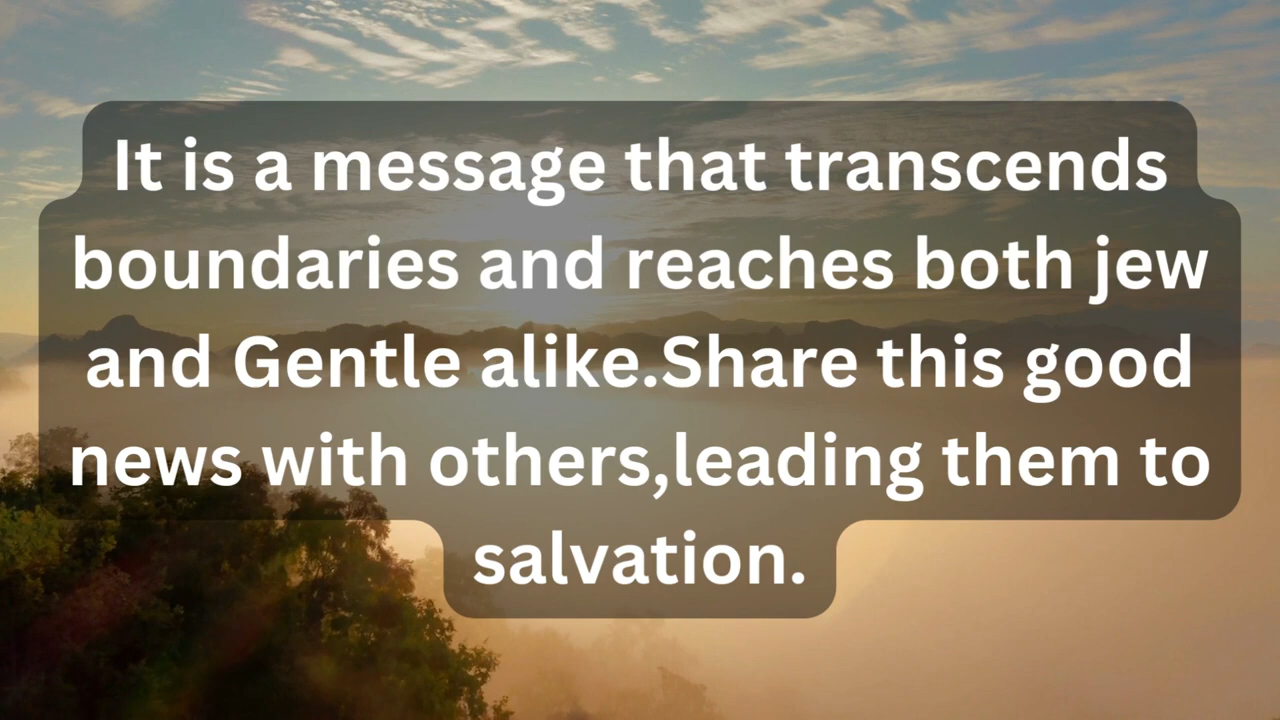 It is a message that transcends
boundaries and reaches both jew
and Gentle alike.Share this good
news with others,leading them to
salvation.